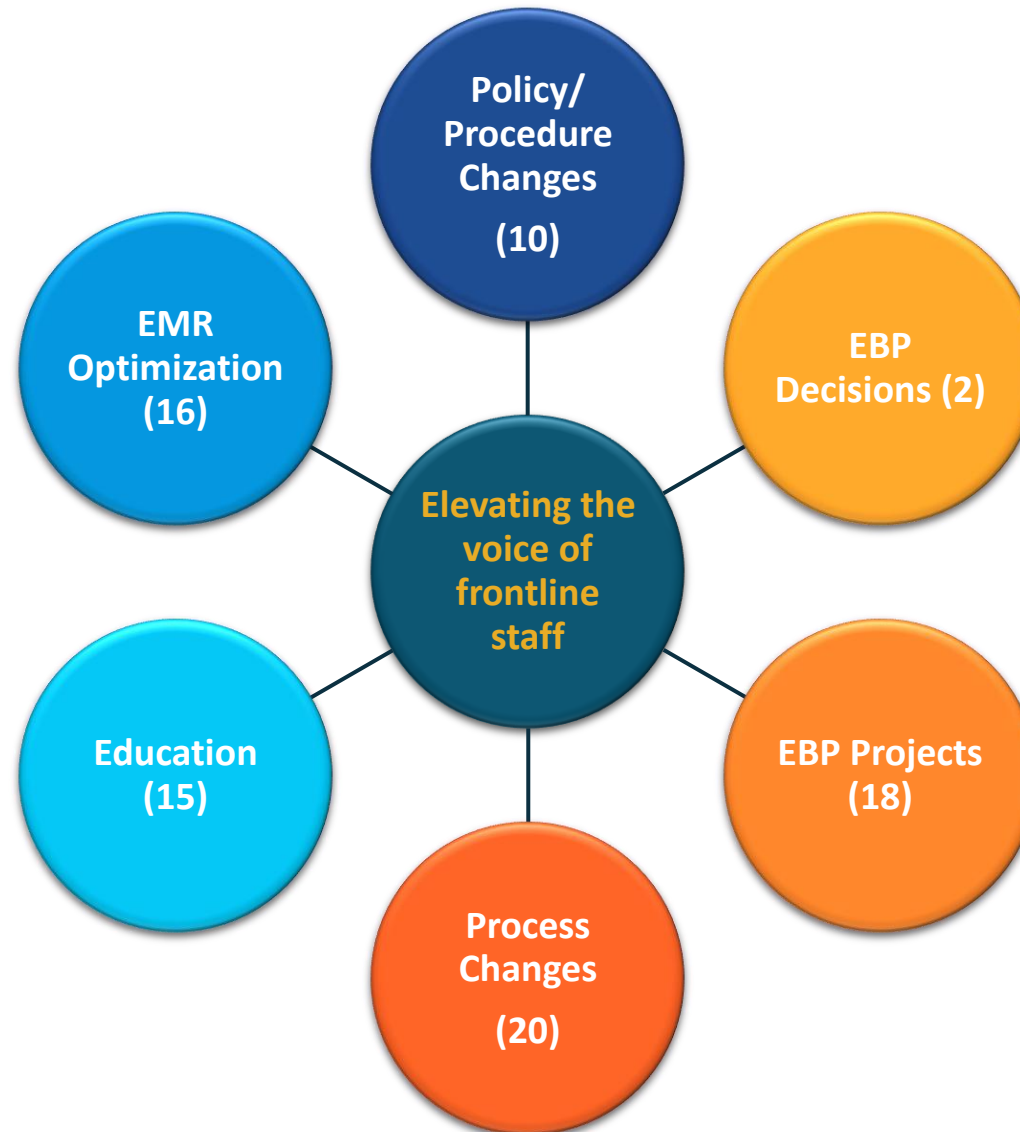 Policy/
Procedure
Changes
(10)
EBP
Decisions (2)
EBP Projects
(18)
Process
Changes
(20)
Education
(15)
EMR
Optimization
(16)
Elevating the
voice of
frontline
staff